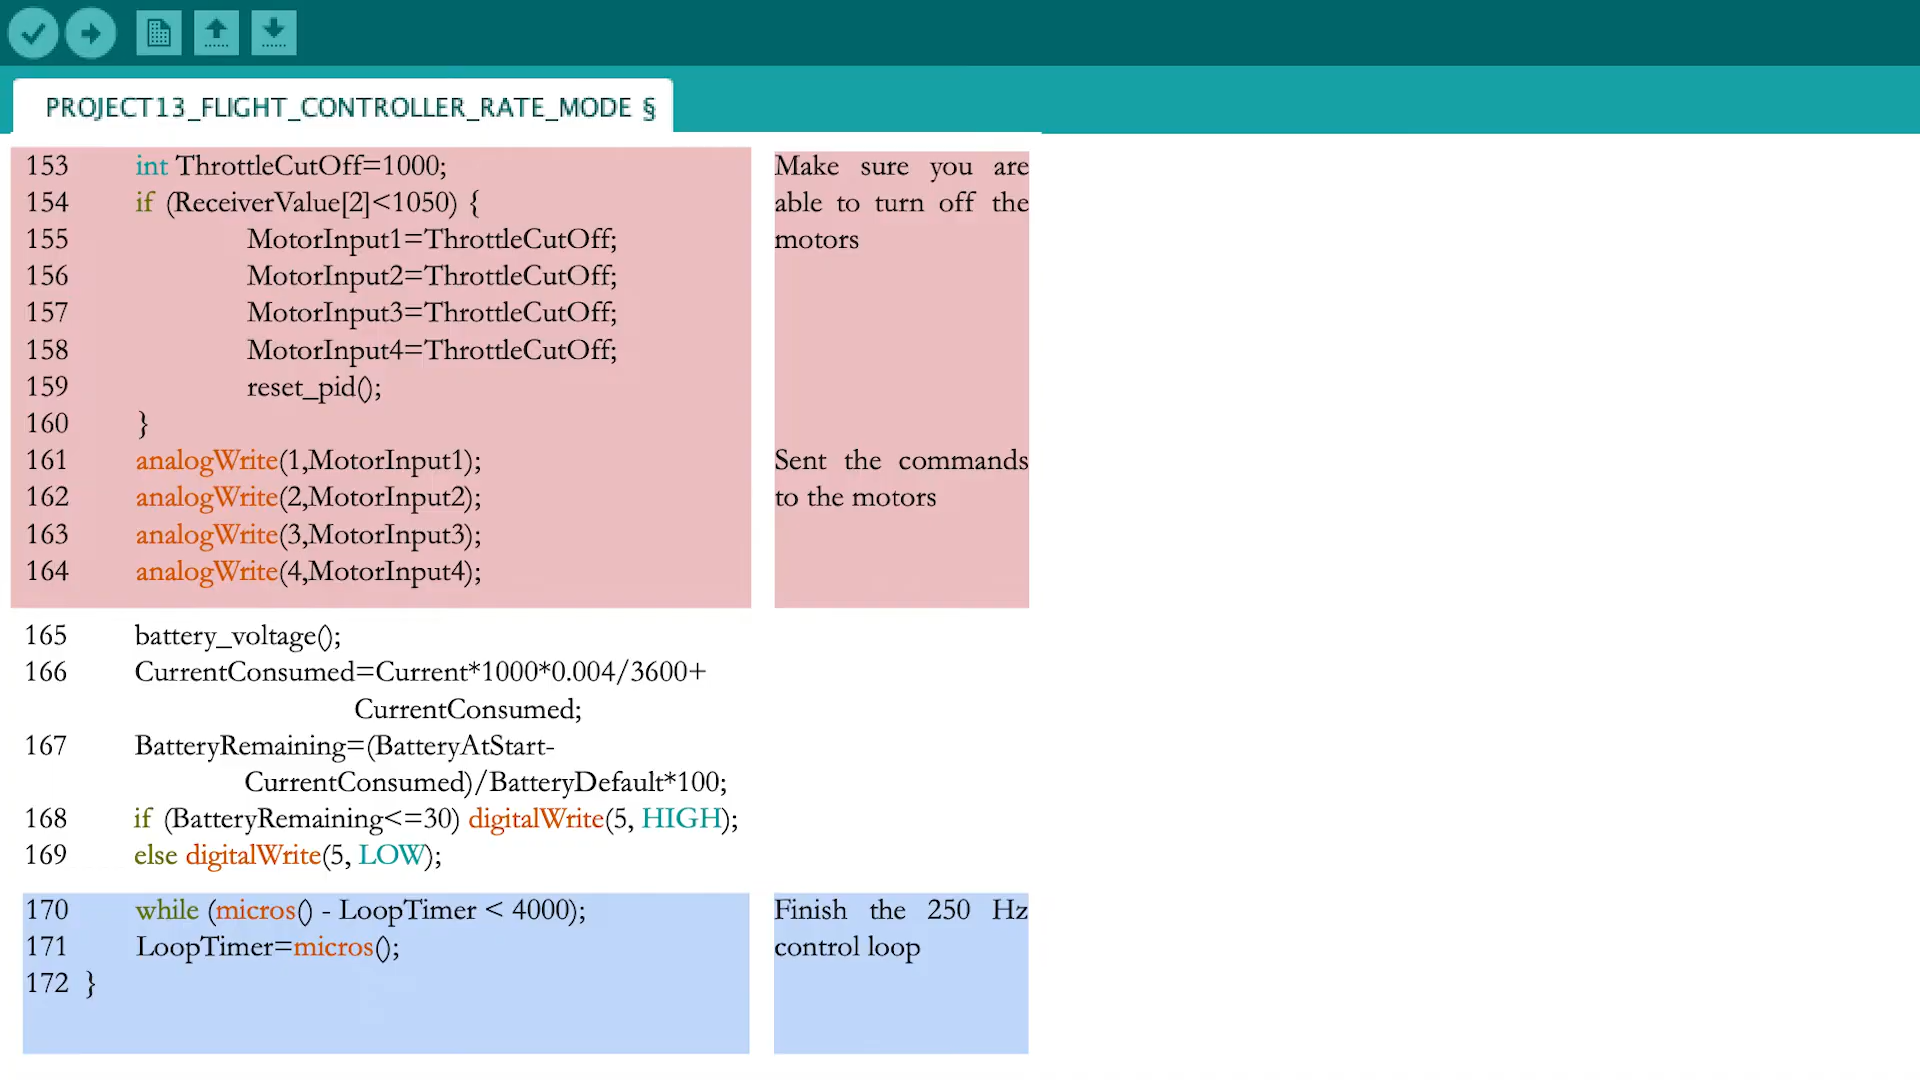 PROJECT13_FLIGHT_CONTROLLER_RATE_MODE §
153 int ThrottleCutOff=1000; Make sure you are
154 if (ReceiverValue[2]<1050) { able to turn off the
155 MotorInput1=ThrottleCutOff; motors
156 MotorInput2=ThrottleCutOff;
157 MotorInput3=ThrottleCutOff;
158 MotorInput4=ThrottleCutOff;
159 reset_pid();
160 }
161 analogWrite(1,MotorInput1); Sent the commands
162 analogWrite(2,MotorInput2); to the motors
163 analogWrite(3,MotorInput3);
164 analogWrite(4,MotorInput4);
165 battery_voltage();
166 CurrentConsumed=Current*1000*0.004/3600+
CurrentConsumed;
167 BatteryRemaining=(BatteryAtStart-
CurrentConsumed)/BatteryDefault*100;
168 if (BatteryRemaining<=30) digitalWrite(5, HIGH);
169 else digitalWrite(5, LOW);
170 while (micros() - LoopTimer < 4000); Finish the 250 Hz
171 LoopTimer=micros(); control loop
172 }